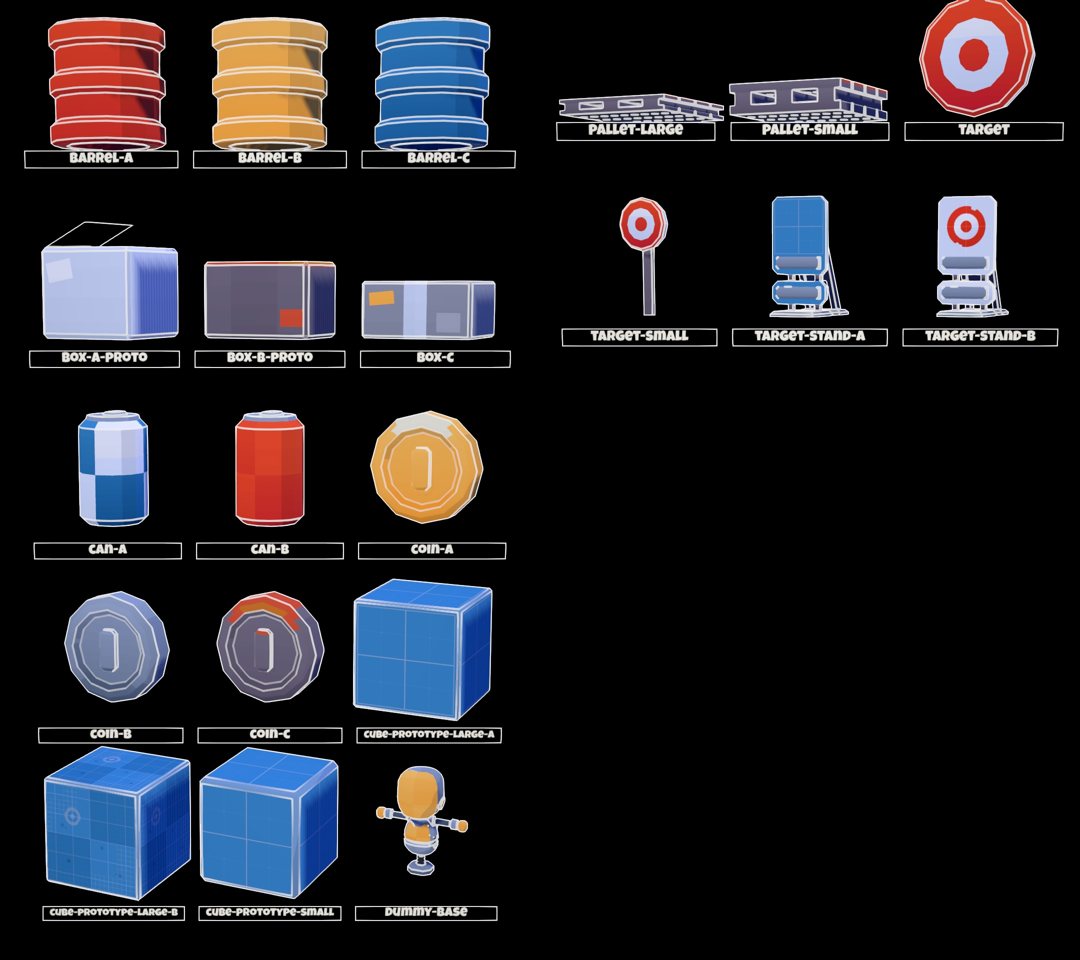 BARREL-A
BARREL-B
BARREL-C
PALLET-LARGE
PALLET-SMALL
TARGET
BOX-A-PROTO
BOX-B-PROTO
BOX-C
TARGET-SMALL
TARGET-STAND-A
TARGET-STAND-B
CAN-A
CAN-B
COIN-A
COIN-B
COIN-C
CUBE-PROTOTYPE-LARGE-A
CUBE-PROTOTYPE-LARGE-B
CUBE-PROTOTYPE-SMALL
DUMMY-BASE